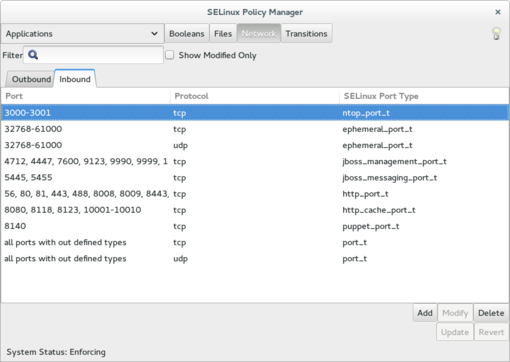 SELinux Policy Manager
Applications Booleans Files Network Transitions
Filter Show Modified Only
Outbound Inbound
Port Protocol SELinux Port Type
3000-3001 tcp ntop_port_t
32768-61000 tcp ephemeral_port_t
32768-61000 udp ephemeral_port_t
4712, 4447, 7600, 9123, 9990, 9999, 1 tcp jboss_management_port_t
5445, 5455 tcp jboss_messaging_port_t
56, 80, 81, 443, 488, 8008, 8009, 8443, tcp http_port_t
8080, 8118, 8123, 10001-10010 tcp http_cache_port_t
8140 tcp puppet_port_t
all ports with out defined types tcp port_t
all ports with out defined types udp port_t
Add Modify Delete
Update Revert
System Status: Enforcing